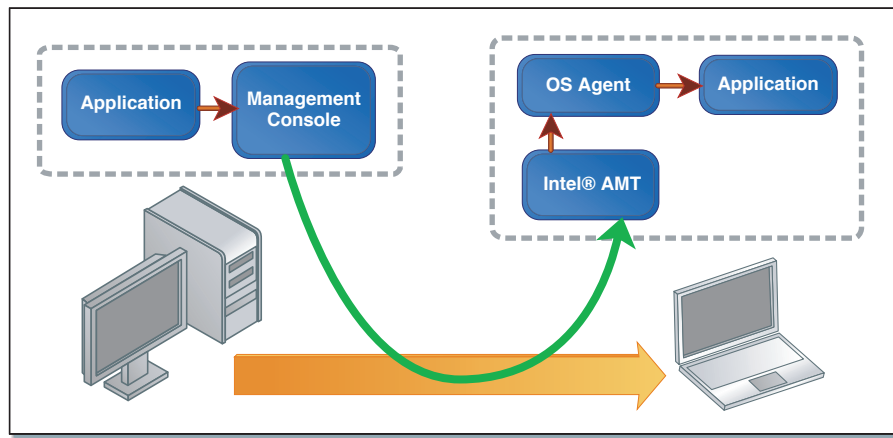 Application
Management
Console
OS Agent
Application
Intel® AMT